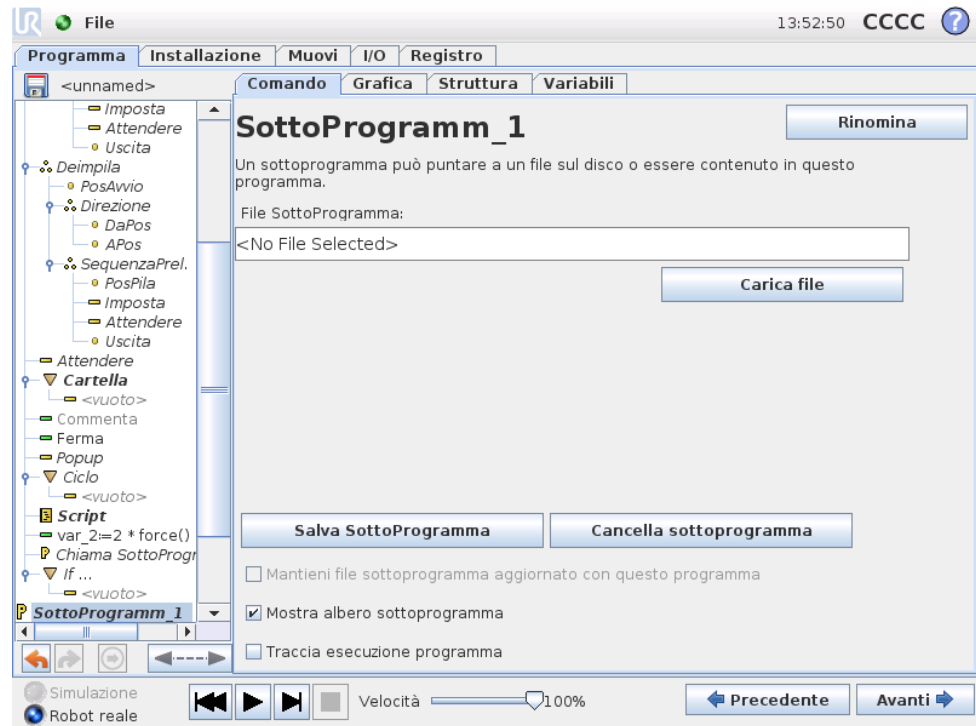 UR File 13:52:50 CCCC ?
Programma Installazione Muovi I/O Registro
<unnamed>
Comando Grafica Struttura Variabili
Imposta
Attendere
Uscita
Deimpila
PosAvvio
Direzione
DaPos
APos
SequenzaPrel.
PosPila
Imposta
Attendere
Uscita
Attendere
Cartella
<vuoto>
Commenta
Ferma
Popup
Ciclo
<vuoto>
Script
var_2:=2 * force()
Chiama SottoProgr
If ...
<vuoto>
SottoProgramm_1
SottoProgramm_1
Rinomina
Un sottoprogramma può puntare a un file sul disco o essere contenuto in questo
programma.
File SottoProgramma:
<No File Selected>
Carica file
Salva SottoProgramma Cancella sottoprogramma
Mantieni file sottoprogramma aggiornato con questo programma
Mostra albero sottoprogramma
Traccia esecuzione programma
Simulazione
Robot reale
Velocità 100%
Precedente Avanti